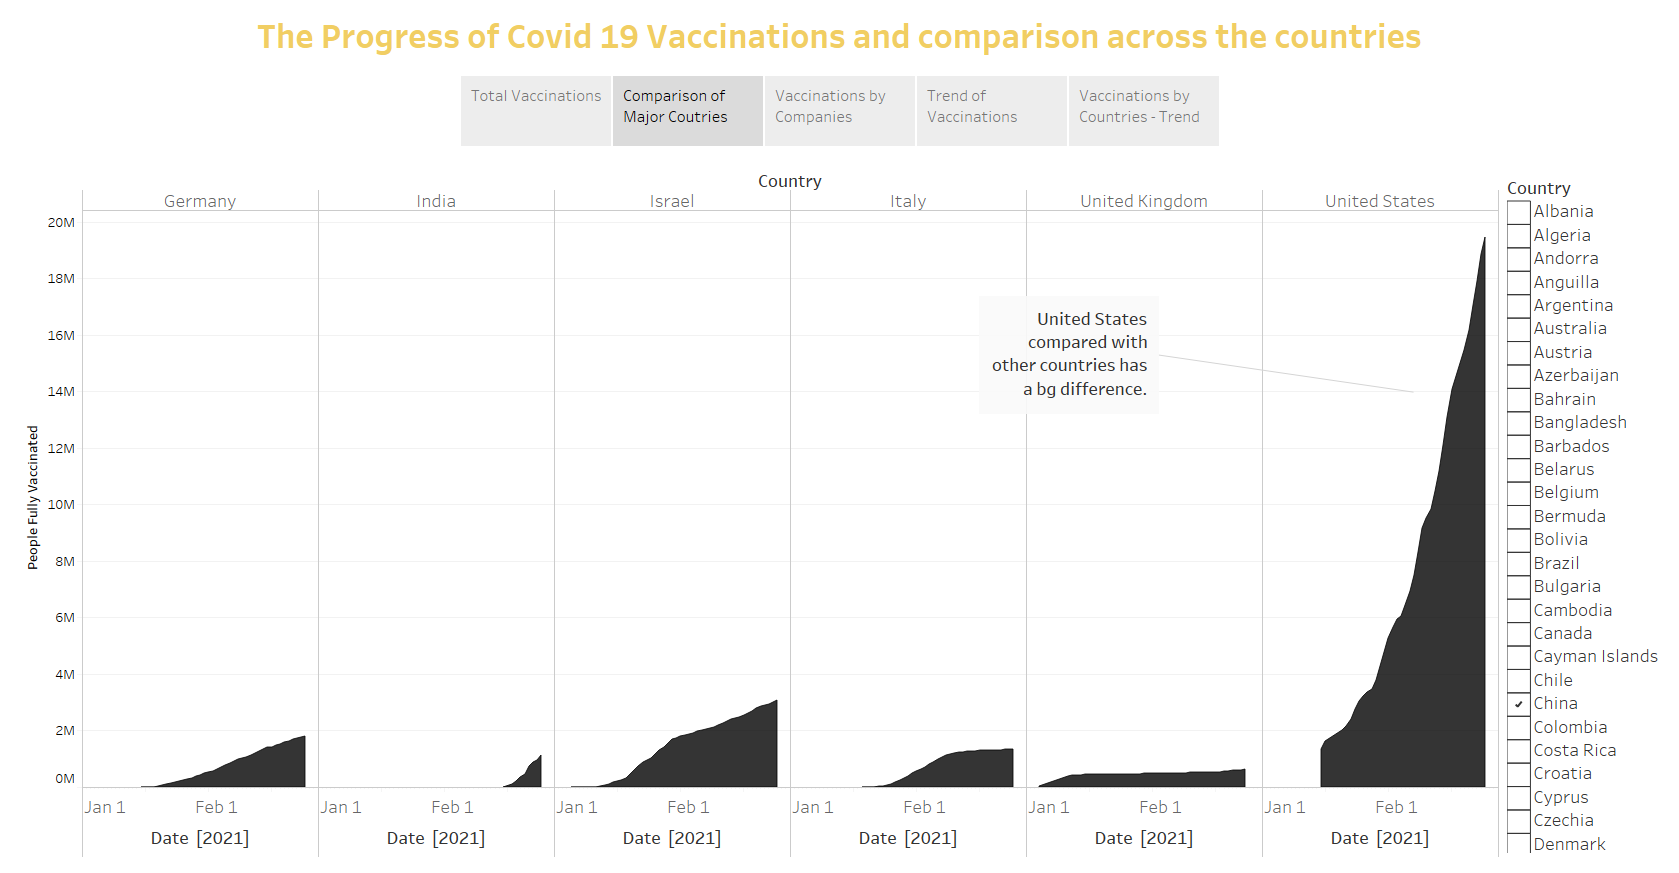 The Progress of Covid 19 Vaccinations and comparison across the countries
Total Vaccinations
Comparison of
Major Coutries
Vaccinations by
Companies
Trend of
Vaccinations
Vaccinations by
Countries - Trend
Country
Germany
India
Israel
Italy
United Kingdom
United States
People Fully Vaccinated
20M
18M
16M
14M
12M
10M
8M
6M
4M
2M
0M
United States
compared with
other countries has
a bg difference.
Jan 1
Feb 1
Jan 1
Feb 1
Jan 1
Feb 1
Jan 1
Feb 1
Jan 1
Feb 1
Jan 1
Feb 1
Date [2021]
Date [2021]
Date [2021]
Date [2021]
Date [2021]
Date [2021]
Country
Albania
Algeria
Andorra
Anguilla
Argentina
Australia
Austria
Azerbaijan
Bahrain
Bangladesh
Barbados
Belarus
Belgium
Bermuda
Bolivia
Brazil
Bulgaria
Cambodia
Canada
Cayman Islands
Chile
China
Colombia
Costa Rica
Croatia
Cyprus
Czechia
Denmark